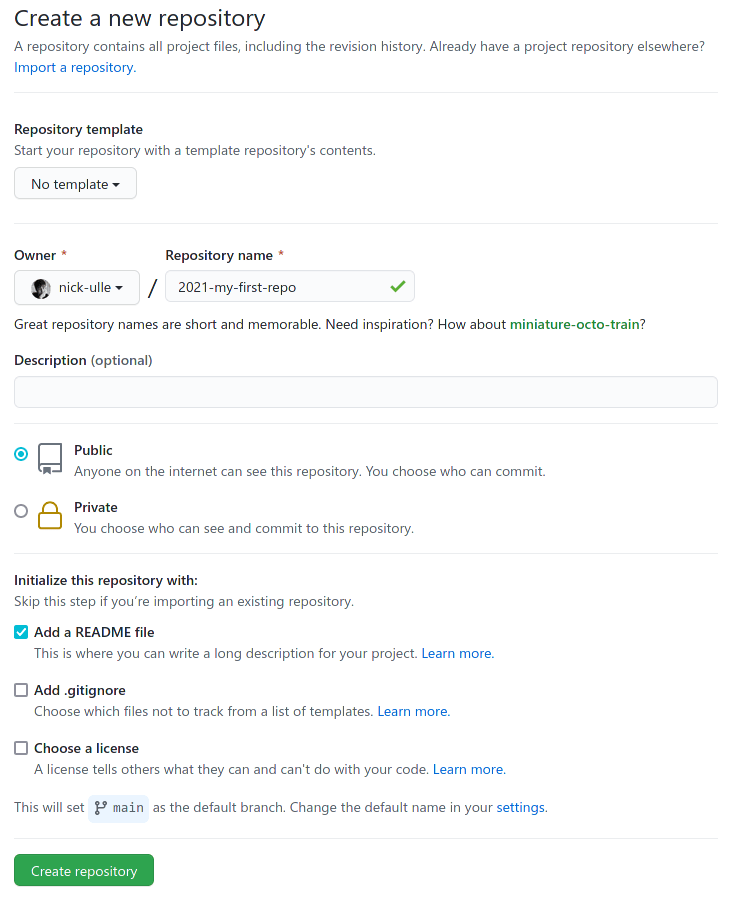 Create a new repository
A repository contains all project files, including the revision history. Already have a project repository elsewhere?
Import a repository.
Repository template
Start your repository with a template repository's contents.
No template
Owner *
Repository name *
nick-ulle
/
2021-my-first-repo
Great repository names are short and memorable. Need inspiration? How about miniature-octo-train?
Description (optional)
Public
Anyone on the internet can see this repository. You choose who can commit.
Private
You choose who can see and commit to this repository.
Initialize this repository with:
Skip this step if you're importing an existing repository.
Add a README file
This is where you can write a long description for your project. Learn more.
Add .gitignore
Choose which files not to track from a list of templates. Learn more.
Choose a license
A license tells others what they can and can't do with your code. Learn more.
This will set main as the default branch. Change the default name in your settings.
Create repository